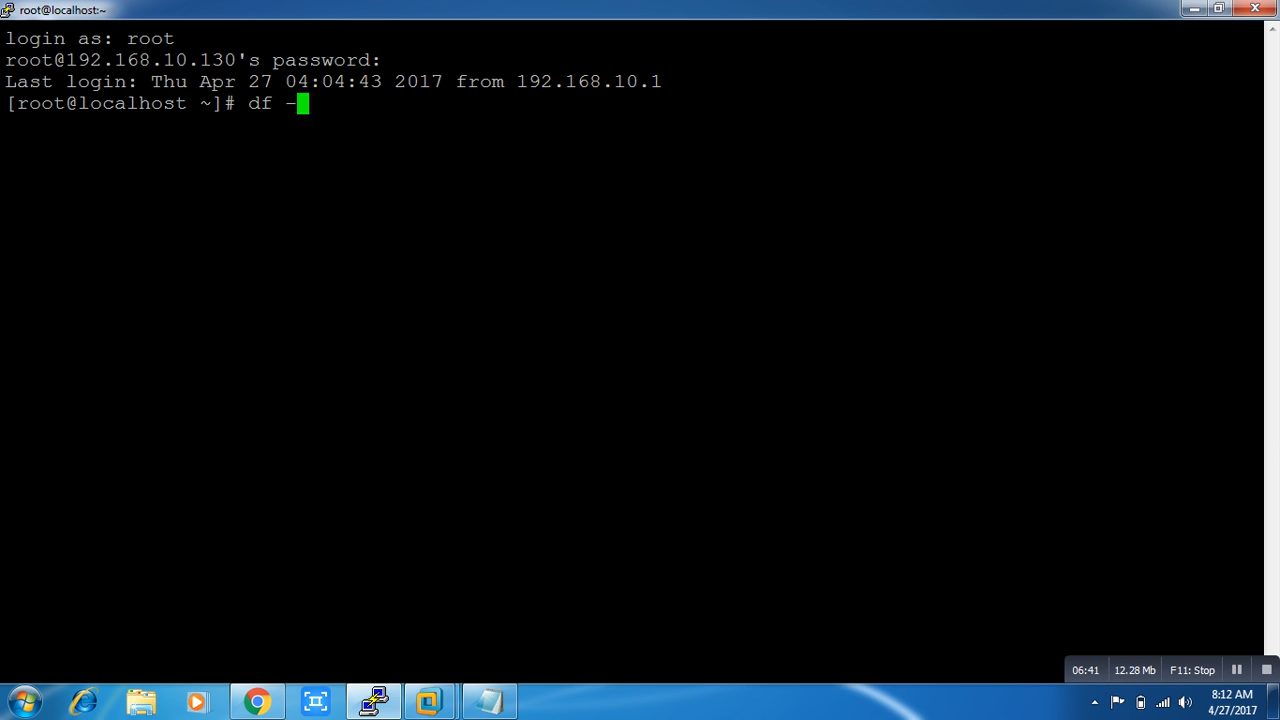 root@localhost:~
login as: root
root@192.168.10.130's password:
Last login: Thu Apr 27 04:04:43 2017 from 192.168.10.1
[root@localhost ~]# df -
06:41 12.28 Mb F11: Stop
8:12 AM
4/27/2017